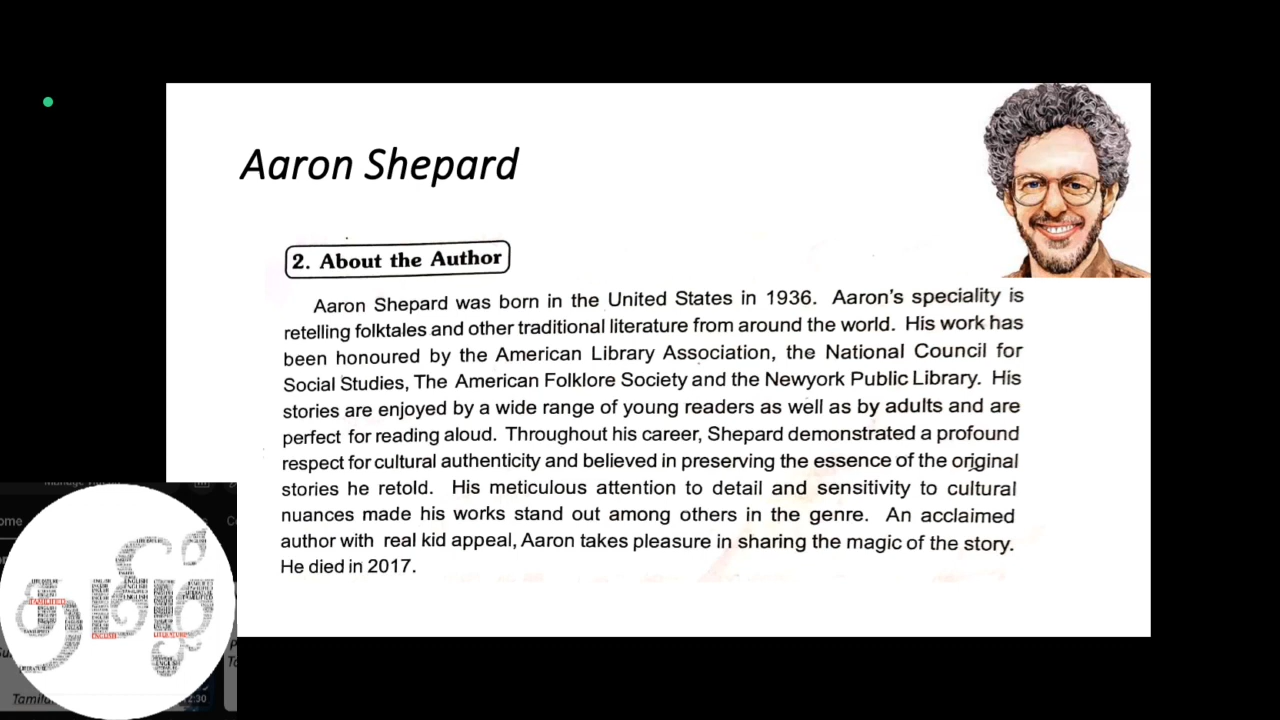 Aaron Shepard
2. About the Author
Aaron Shepard was born in the United States in 1936. Aaron's speciality is
retelling folktales and other traditional literature from around the world. His work has
been honoured by the American Library Association, the National Council for
Social Studies, The American Folklore Society and the Newyork Public Library. His
stories are enjoyed by a wide range of young readers as well as by adults and are
perfect for reading aloud. Throughout his career, Shepard demonstrated a profound
respect for cultural authenticity and believed in preserving the essence of the original
stories he retold. His meticulous attention to detail and sensitivity to cultural
nuances made his works stand out among others in the genre. An acclaimed
author with real kid appeal, Aaron takes pleasure in sharing the magic of the story.
He died in 2017.
தமிழ்